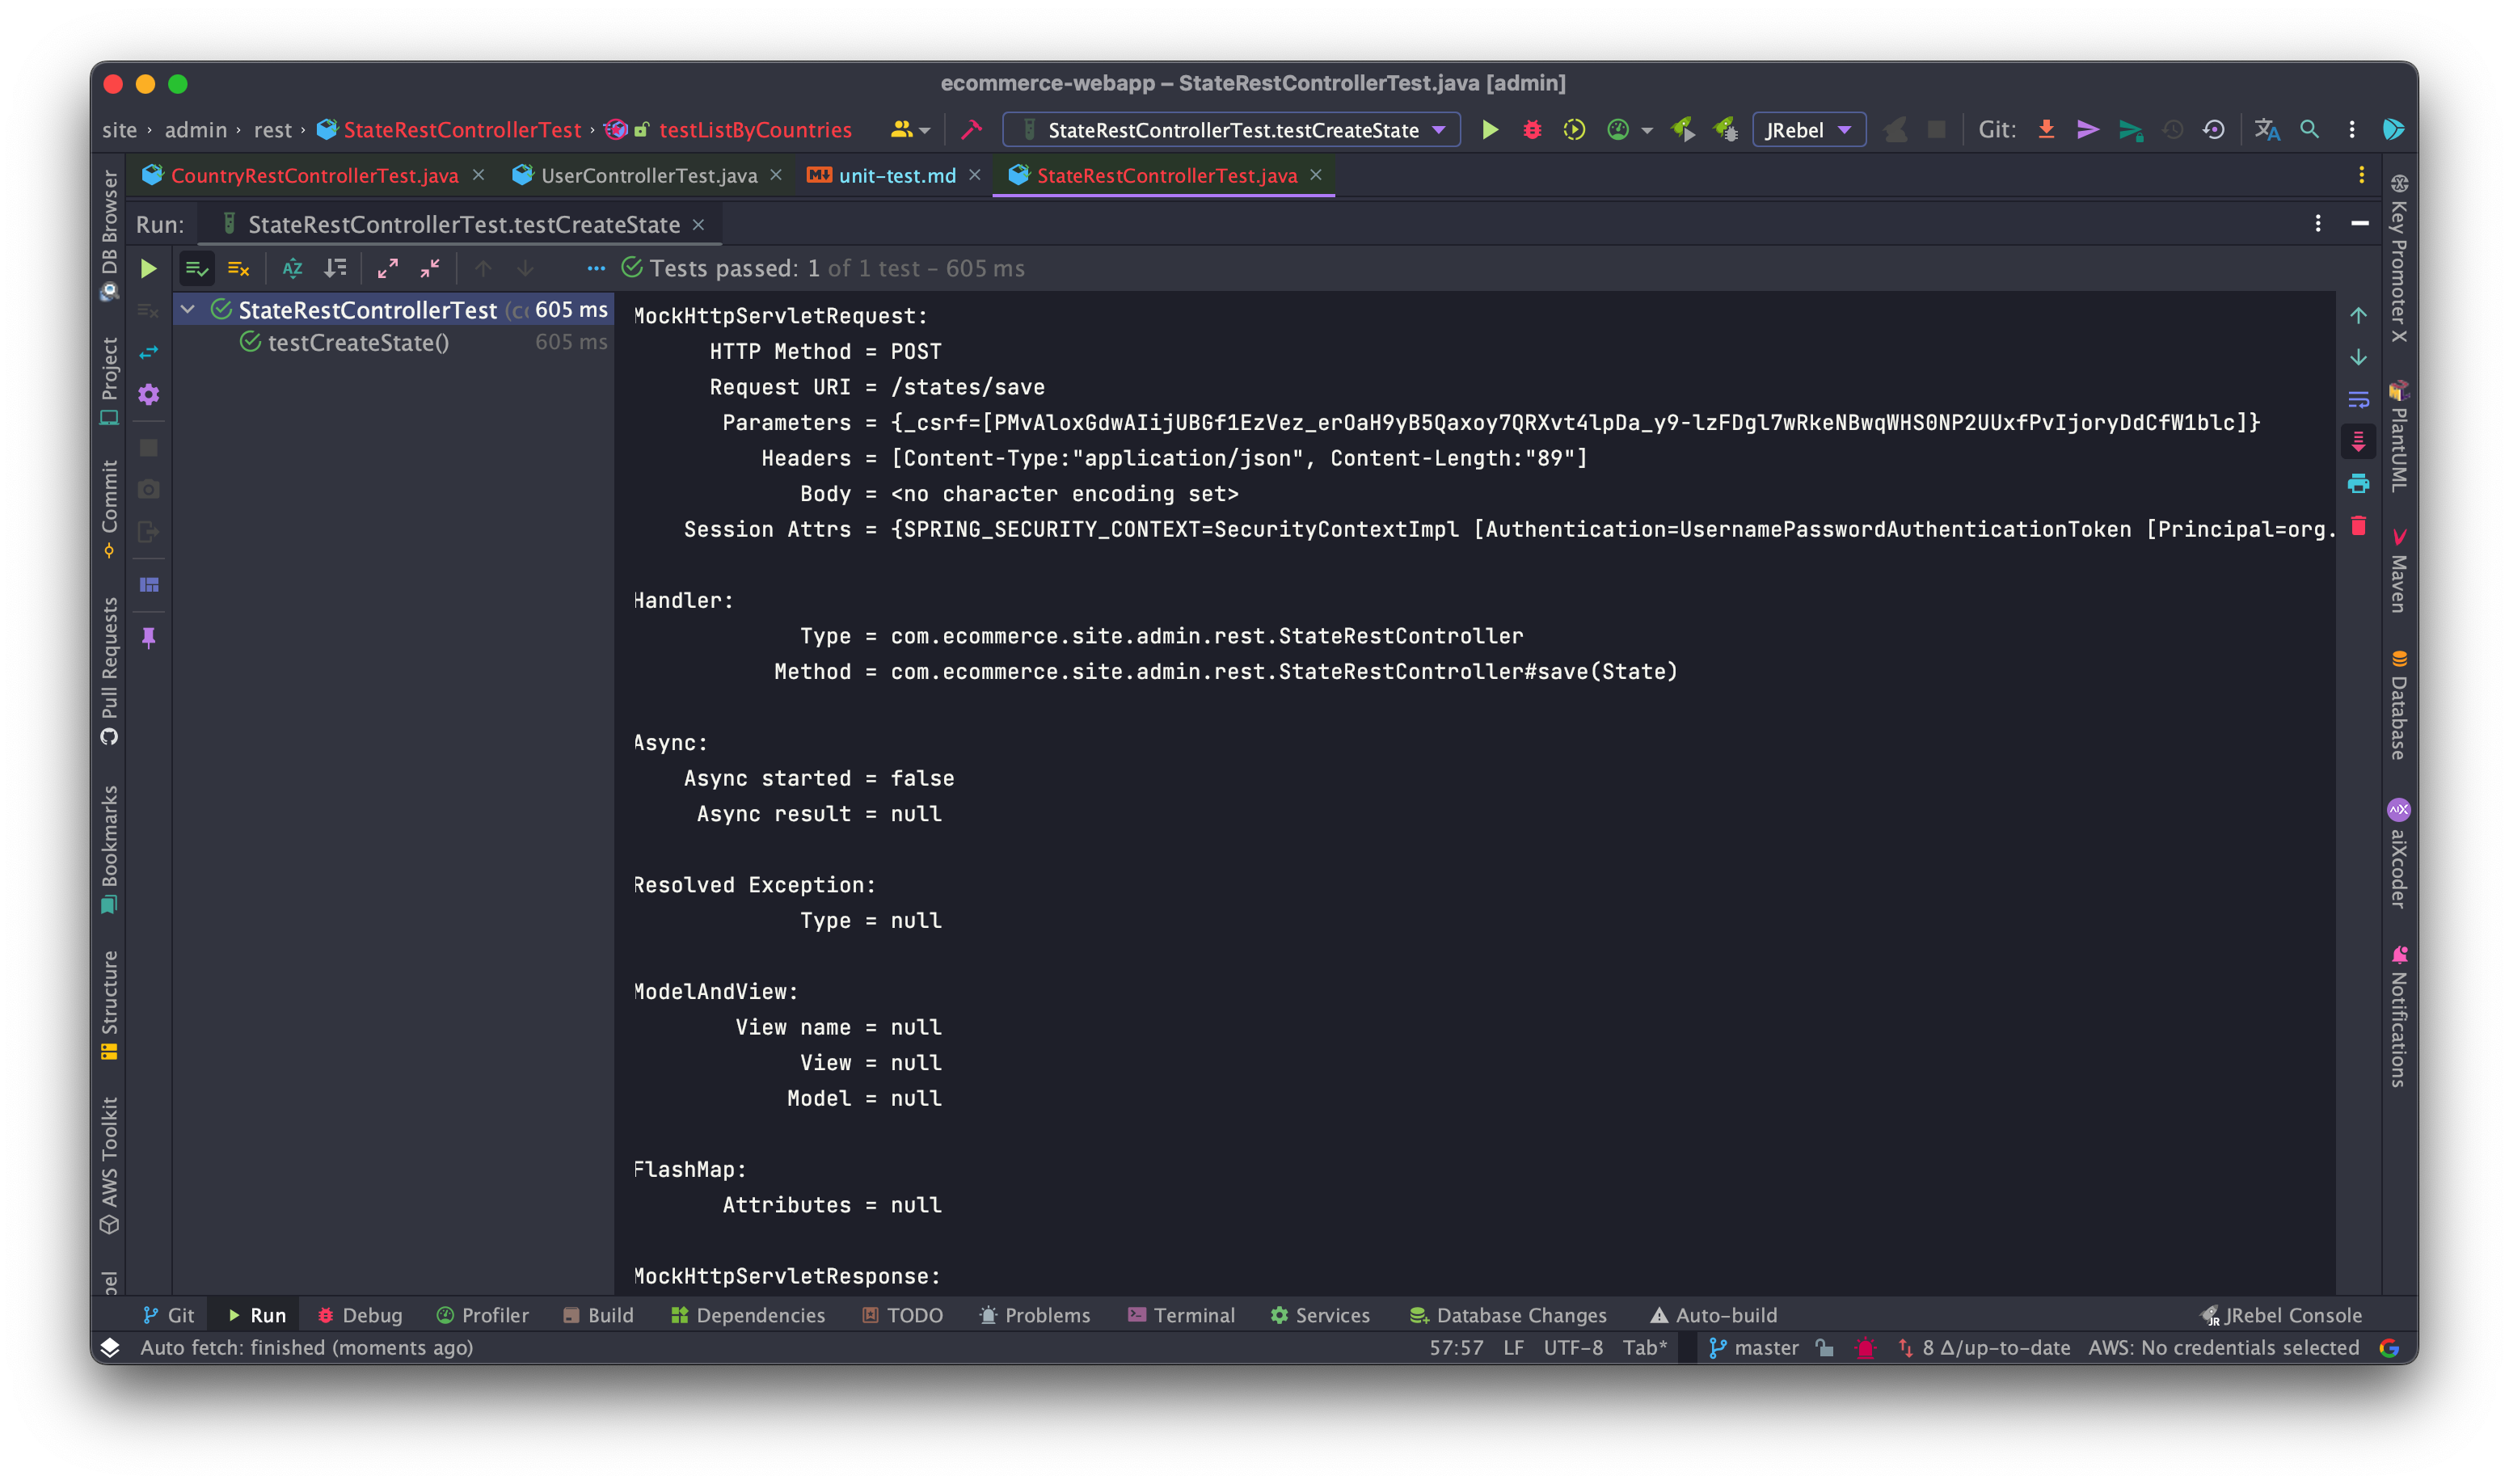 ecommerce-webapp – StateRestControllerTest.java [admin]
site › admin › rest › StateRestControllerTest › testListByCountries
StateRestControllerTest.testCreateState
JRebel
Git:
CountryRestControllerTest.java
UserControllerTest.java
unit-test.md
StateRestControllerTest.java
Run:
StateRestControllerTest.testCreateState
Tests passed: 1 of 1 test – 605 ms
StateRestControllerTest 605 ms
testCreateState() 605 ms
MockHttpServletRequest:
HTTP Method = POST
Request URI = /states/save
Parameters = {_csrf=[PMvAloxGdwAIijUBGf1EzVez_erOaH9yB5Qaxoy7QRXvt4lpDa_y9-lzFDgl7wRkeNBwqWHS0NP2UUxfPvIjoryDdCfW1blc]}
Headers = [Content-Type:"application/json", Content-Length:"89"]
Body = <no character encoding set>
Session Attrs = {SPRING_SECURITY_CONTEXT=SecurityContextImpl [Authentication=UsernamePasswordAuthenticationToken [Principal=org.
Handler:
Type = com.ecommerce.site.admin.rest.StateRestController
Method = com.ecommerce.site.admin.rest.StateRestController#save(State)
Async:
Async started = false
Async result = null
Resolved Exception:
Type = null
ModelAndView:
View name = null
View = null
Model = null
FlashMap:
Attributes = null
MockHttpServletResponse:
DB Browser
Project
Commit
Pull Requests
Bookmarks
Structure
AWS Toolkit
Key Promoter X
PlantUML
Maven
Database
aiXcoder
Notifications
Git
Run
Debug
Profiler
Build
Dependencies
TODO
Problems
Terminal
Services
Database Changes
Auto-build
JRebel Console
Auto fetch: finished (moments ago)
57:57 LF UTF-8 Tab* master 8 Δ/up-to-date AWS: No credentials selected